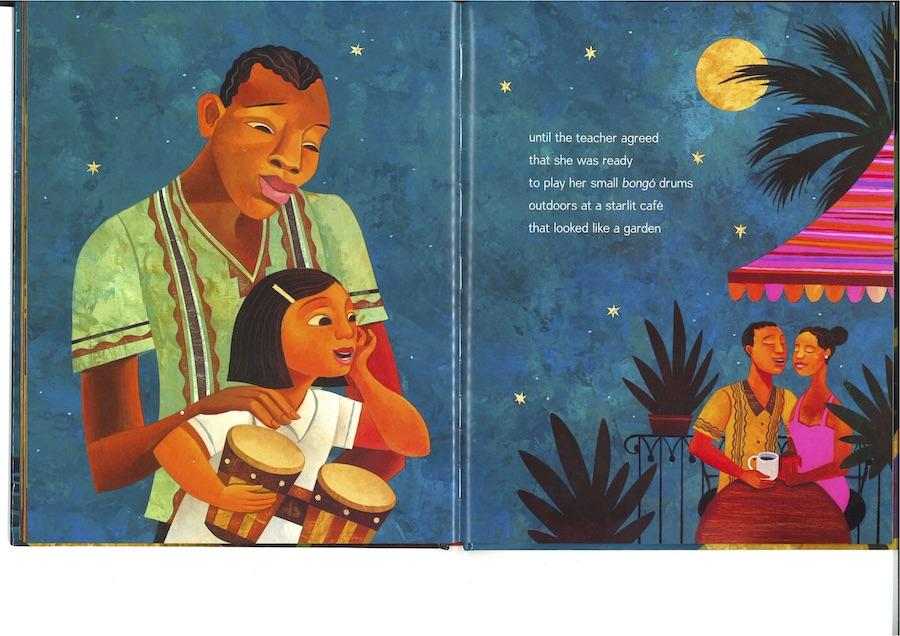 until the teacher agreed
that she was ready
to play her small bongó drums
outdoors at a starlit café
that looked like a garden